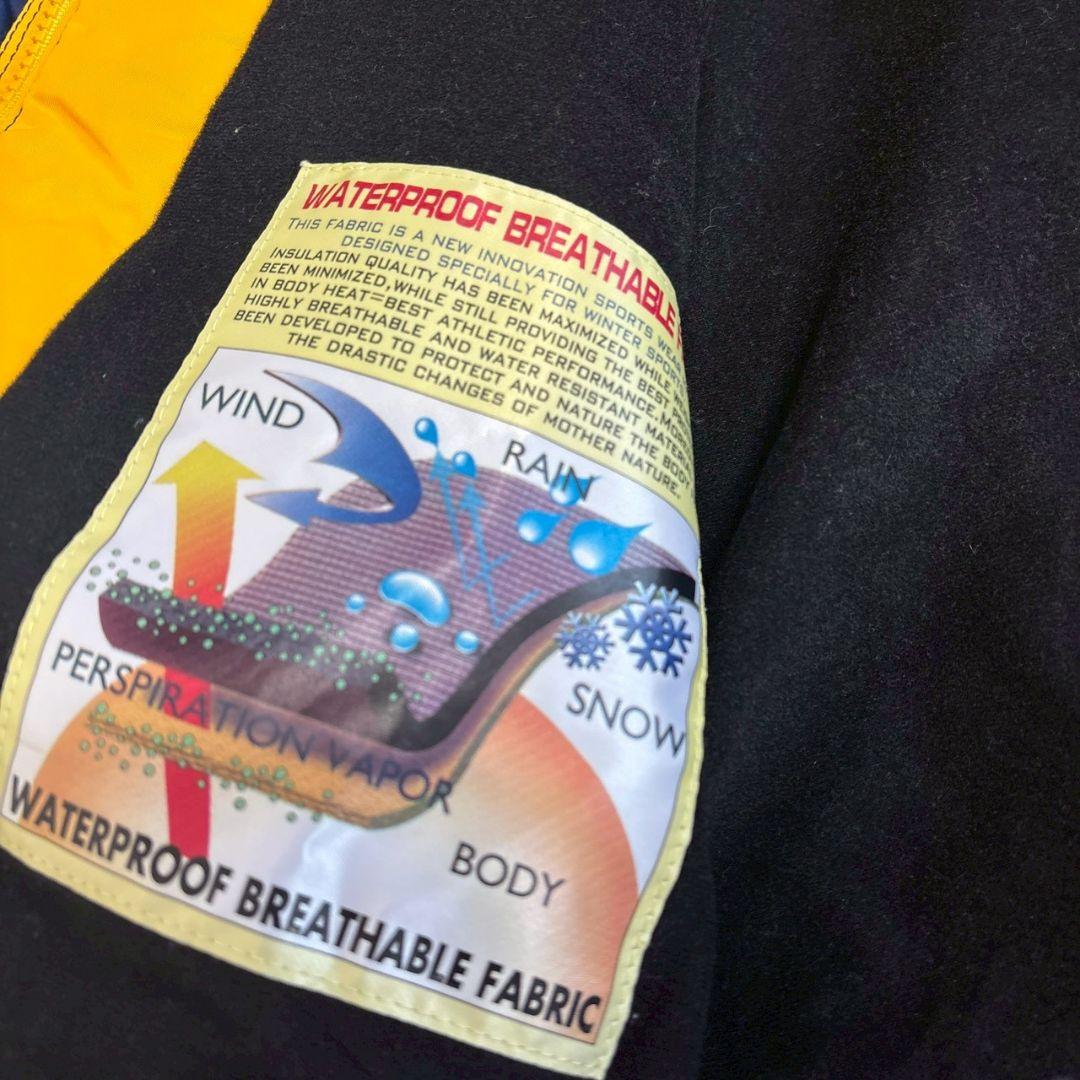 WATERPROOF BREATHABLE
THIS FABRIC IS A NEW INNOVATION SPORTS WEAR
DESIGNED SPECIALLY FOR WINTER SPORTS
INSULATION QUALITY HAS BEEN MAXIMIZED WHILE
BEEN MINIMIZED, WHILE STILL PROVIDING THE BEST
IN BODY HEAT=BEST ATHLETIC PERFORMANCE.
HIGHLY BREATHABLE AND WATER RESISTANT MATERIAL
BEEN DEVELOPED TO PROTECT AND NATURE THE BODY
THE DRASTIC CHANGES OF MOTHER NATURE.
WIND
RAIN
SNOW
PERSPIRATION VAPOR
BODY
WATERPROOF BREATHABLE FABRIC